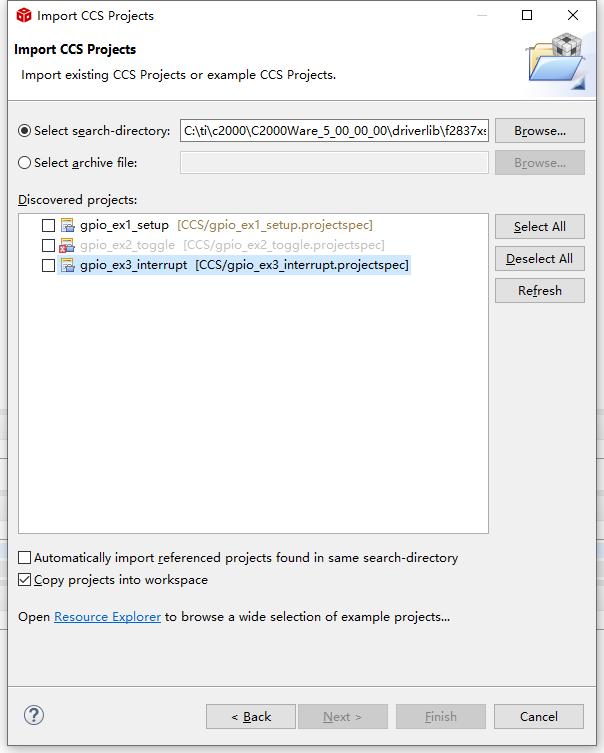 Import CCS Projects
Import CCS Projects
Import existing CCS Projects or example CCS Projects.
Select search-directory: C:\ti\c2000\C2000Ware_5_00_00_00\driverlib\f2837xs Browse...
Select archive file: Browse...
Discovered projects:
gpio_ex1_setup [CCS/gpio_ex1_setup.projectspec] Select All
gpio_ex2_toggle [CCS/gpio_ex2_toggle.projectspec]
gpio_ex3_interrupt [CCS/gpio_ex3_interrupt.projectspec] Deselect All
Refresh
Automatically import referenced projects found in same search-directory
Copy projects into workspace
Open Resource Explorer to browse a wide selection of example projects...
? < Back Next > Finish Cancel